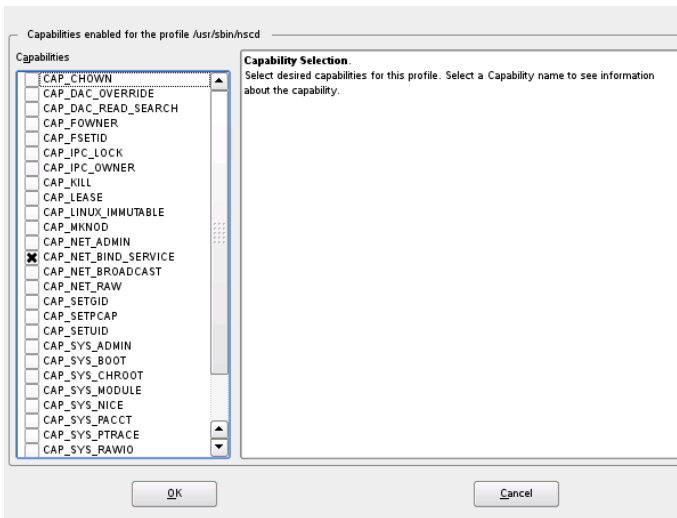 Capabilities enabled for the profile /usr/sbin/nscd
Capabilities
CAP_CHOWN
CAP_DAC_OVERRIDE
CAP_DAC_READ_SEARCH
CAP_FOWNER
CAP_FSETID
CAP_IPC_LOCK
CAP_IPC_OWNER
CAP_KILL
CAP_LEASE
CAP_LINUX_IMMUTABLE
CAP_MKNOD
CAP_NET_ADMIN
CAP_NET_BIND_SERVICE
CAP_NET_BROADCAST
CAP_NET_RAW
CAP_SETGID
CAP_SETPCAP
CAP_SETUID
CAP_SYS_ADMIN
CAP_SYS_BOOT
CAP_SYS_CHROOT
CAP_SYS_MODULE
CAP_SYS_NICE
CAP_SYS_PACCT
CAP_SYS_PTRACE
CAP_SYS_RAWIO
Capability Selection.
Select desired capabilities for this profile. Select a Capability name to see information
about the capability.
OK
Cancel